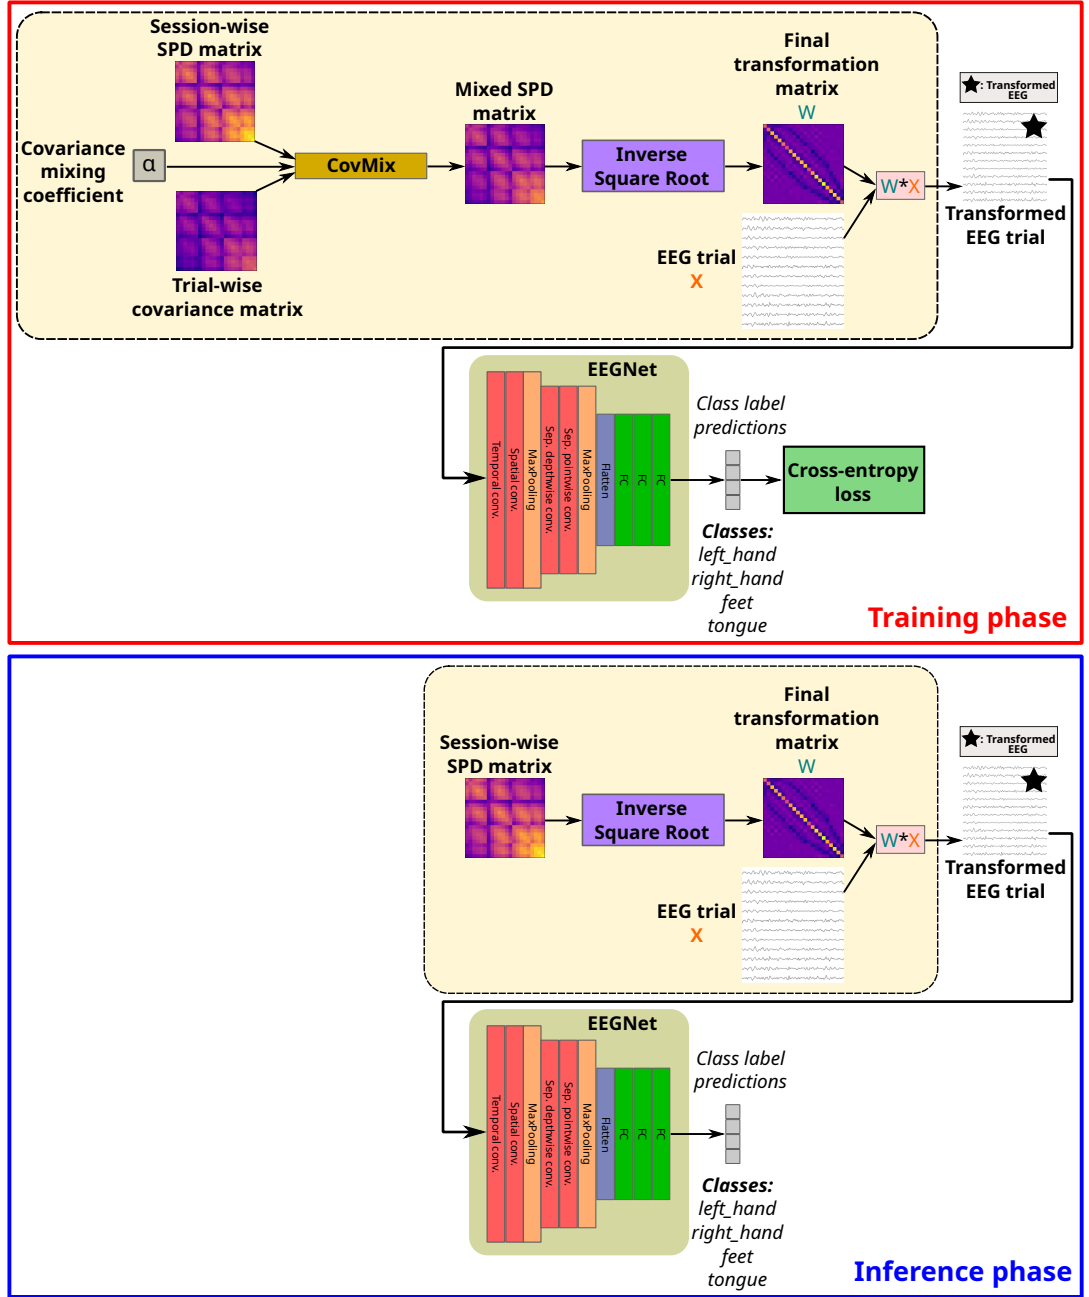 Session-wise
SPD matrix
Covariance
mixing
coefficient
α
Trial-wise
covariance matrix
CovMix
Mixed SPD
matrix
Inverse
Square Root
Final
transformation
matrix
W
EEG trial
X
W*X
: Transformed
EEG
Transformed
EEG trial
EEGNet
Temporal conv.
Spatial conv.
MaxPooling
Sep. depthwise conv.
Sep. pointwise conv.
MaxPooling
Flatten
FC
FC
FC
Class label
predictions
Classes:
left_hand
right_hand
feet
tongue
Cross-entropy
loss
Training phase
Session-wise
SPD matrix
Inverse
Square Root
Final
transformation
matrix
W
EEG trial
X
W*X
: Transformed
EEG
Transformed
EEG trial
EEGNet
Temporal conv.
Spatial conv.
MaxPooling
Sep. depthwise conv.
Sep. pointwise conv.
MaxPooling
Flatten
FC
FC
FC
Class label
predictions
Classes:
left_hand
right_hand
feet
tongue
Inference phase